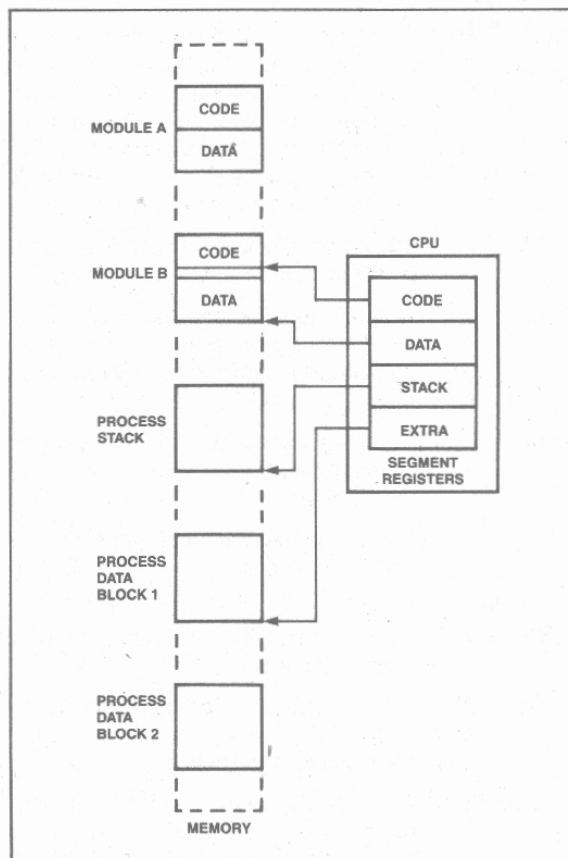 CODE
MODULE A
DATA
CPU
CODE
MODULE B
DATA
CODE
DATA
STACK
EXTRA
SEGMENT
REGISTERS
PROCESS
STACK
PROCESS
DATA
BLOCK 1
PROCESS
DATA
BLOCK 2
MEMORY